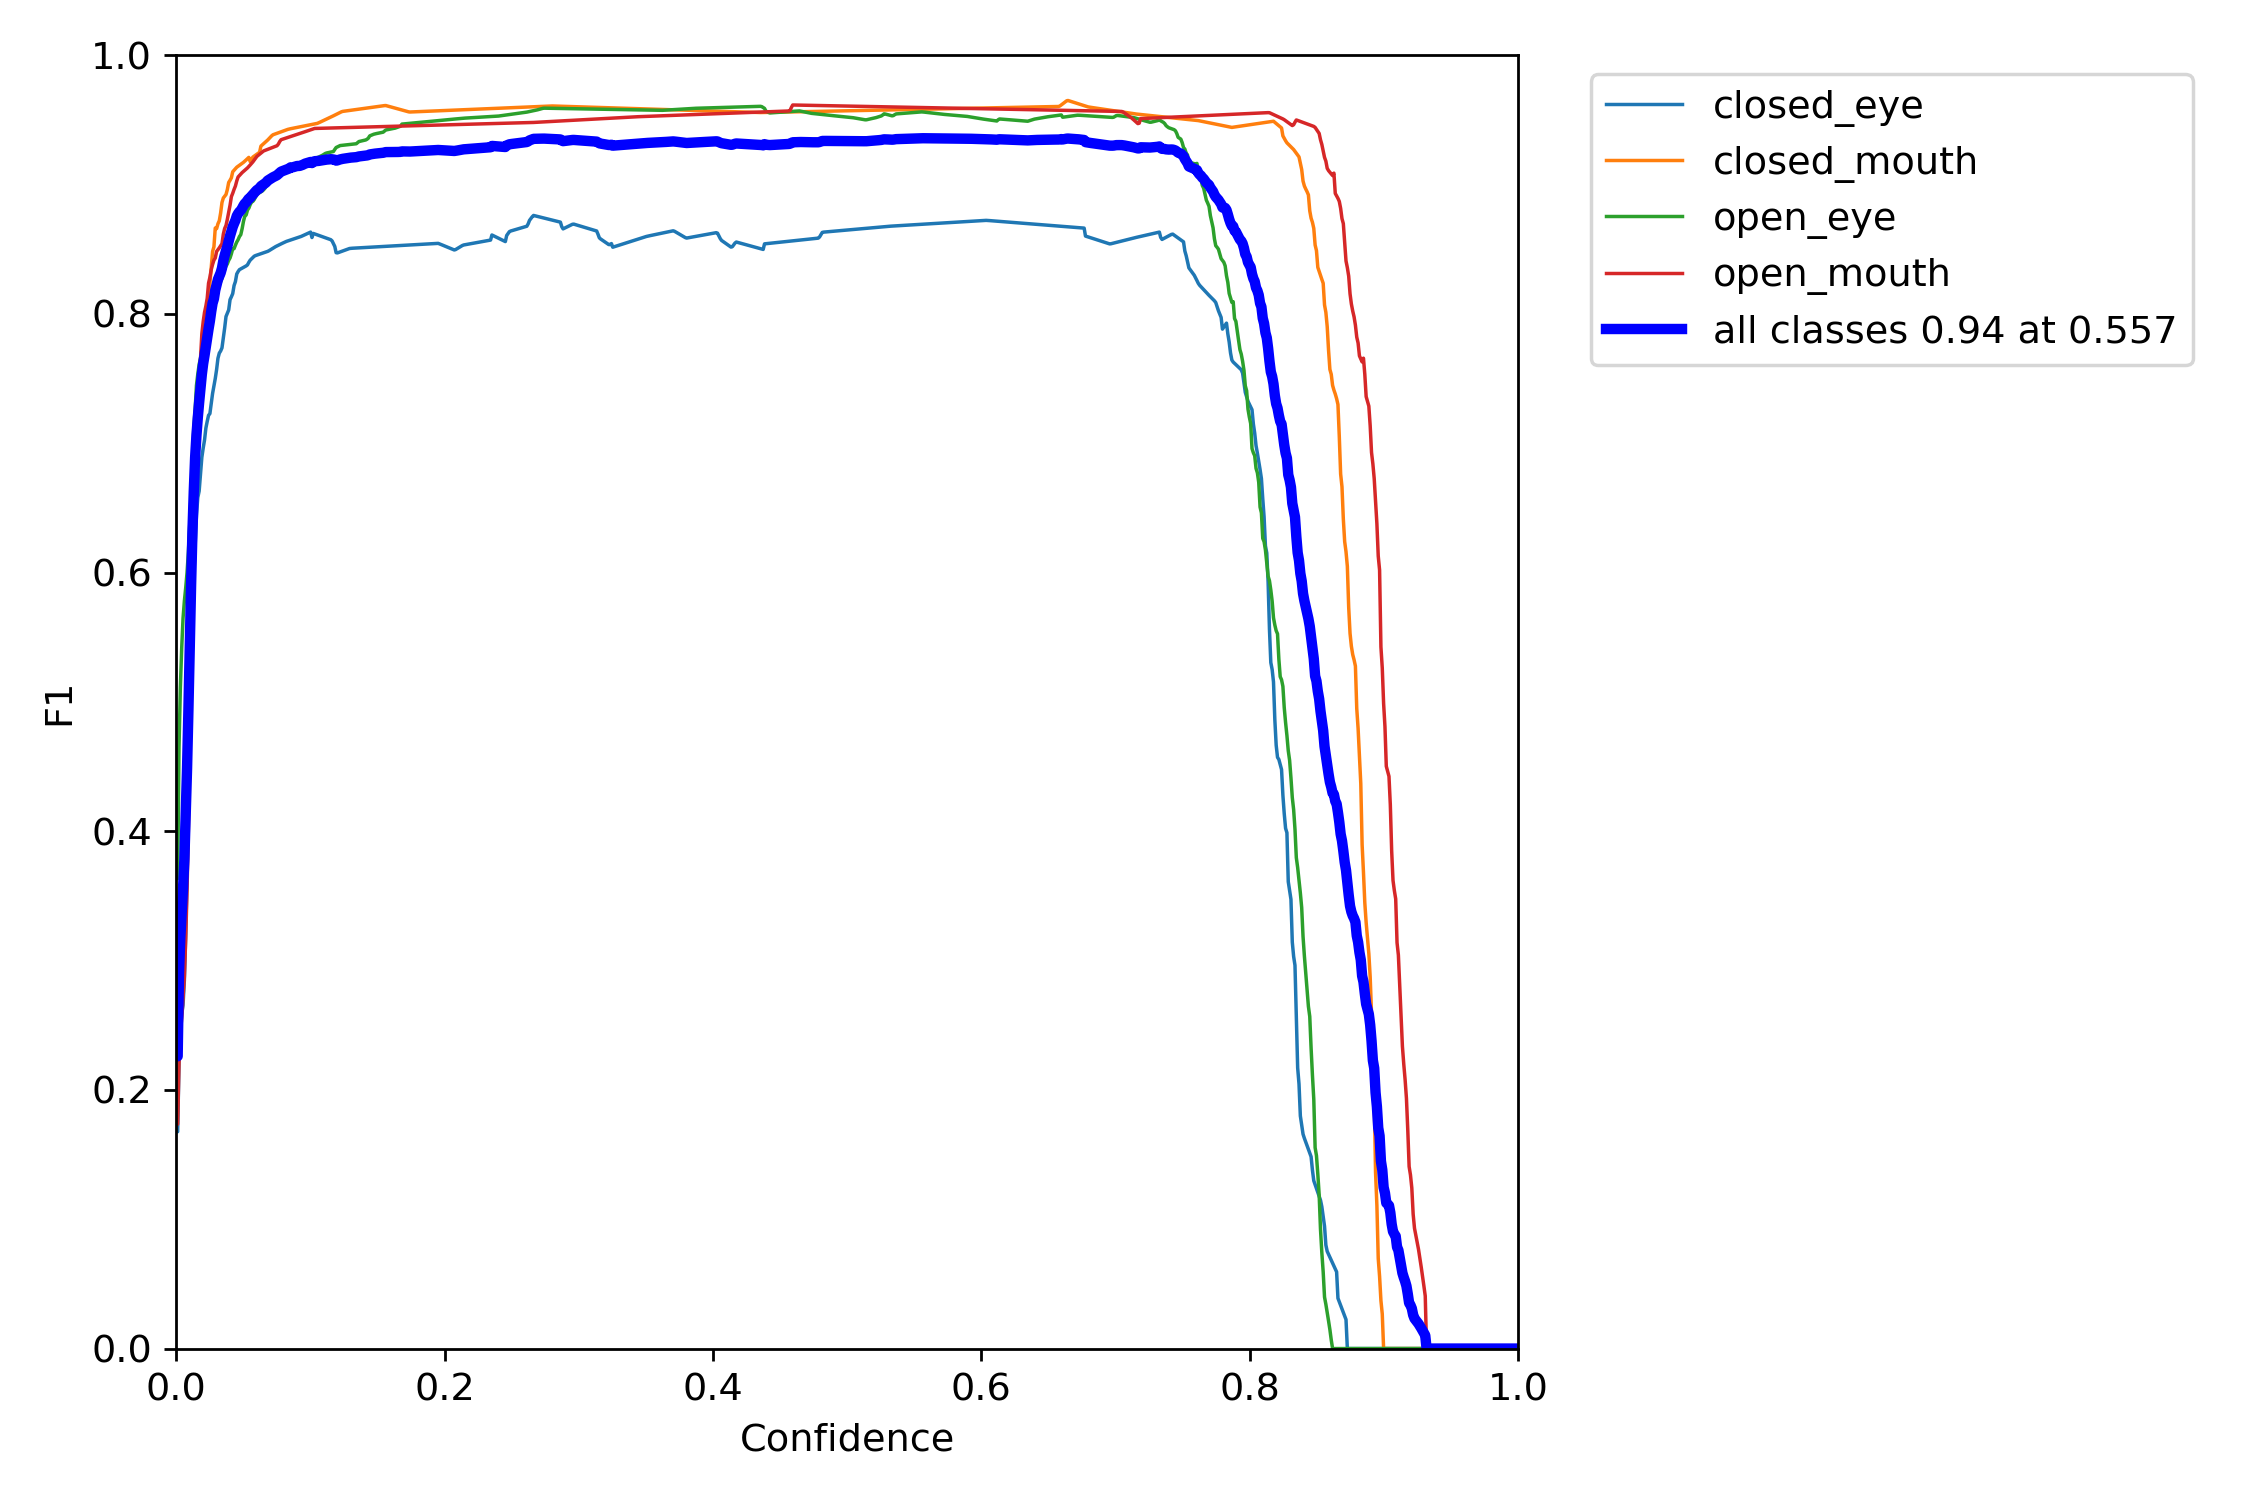 1.0
0.8
0.6
0.4
0.2
0.0
F1
0.0 0.2 0.4 0.6 0.8 1.0
Confidence
closed_eye
closed_mouth
open_eye
open_mouth
all classes 0.94 at 0.557